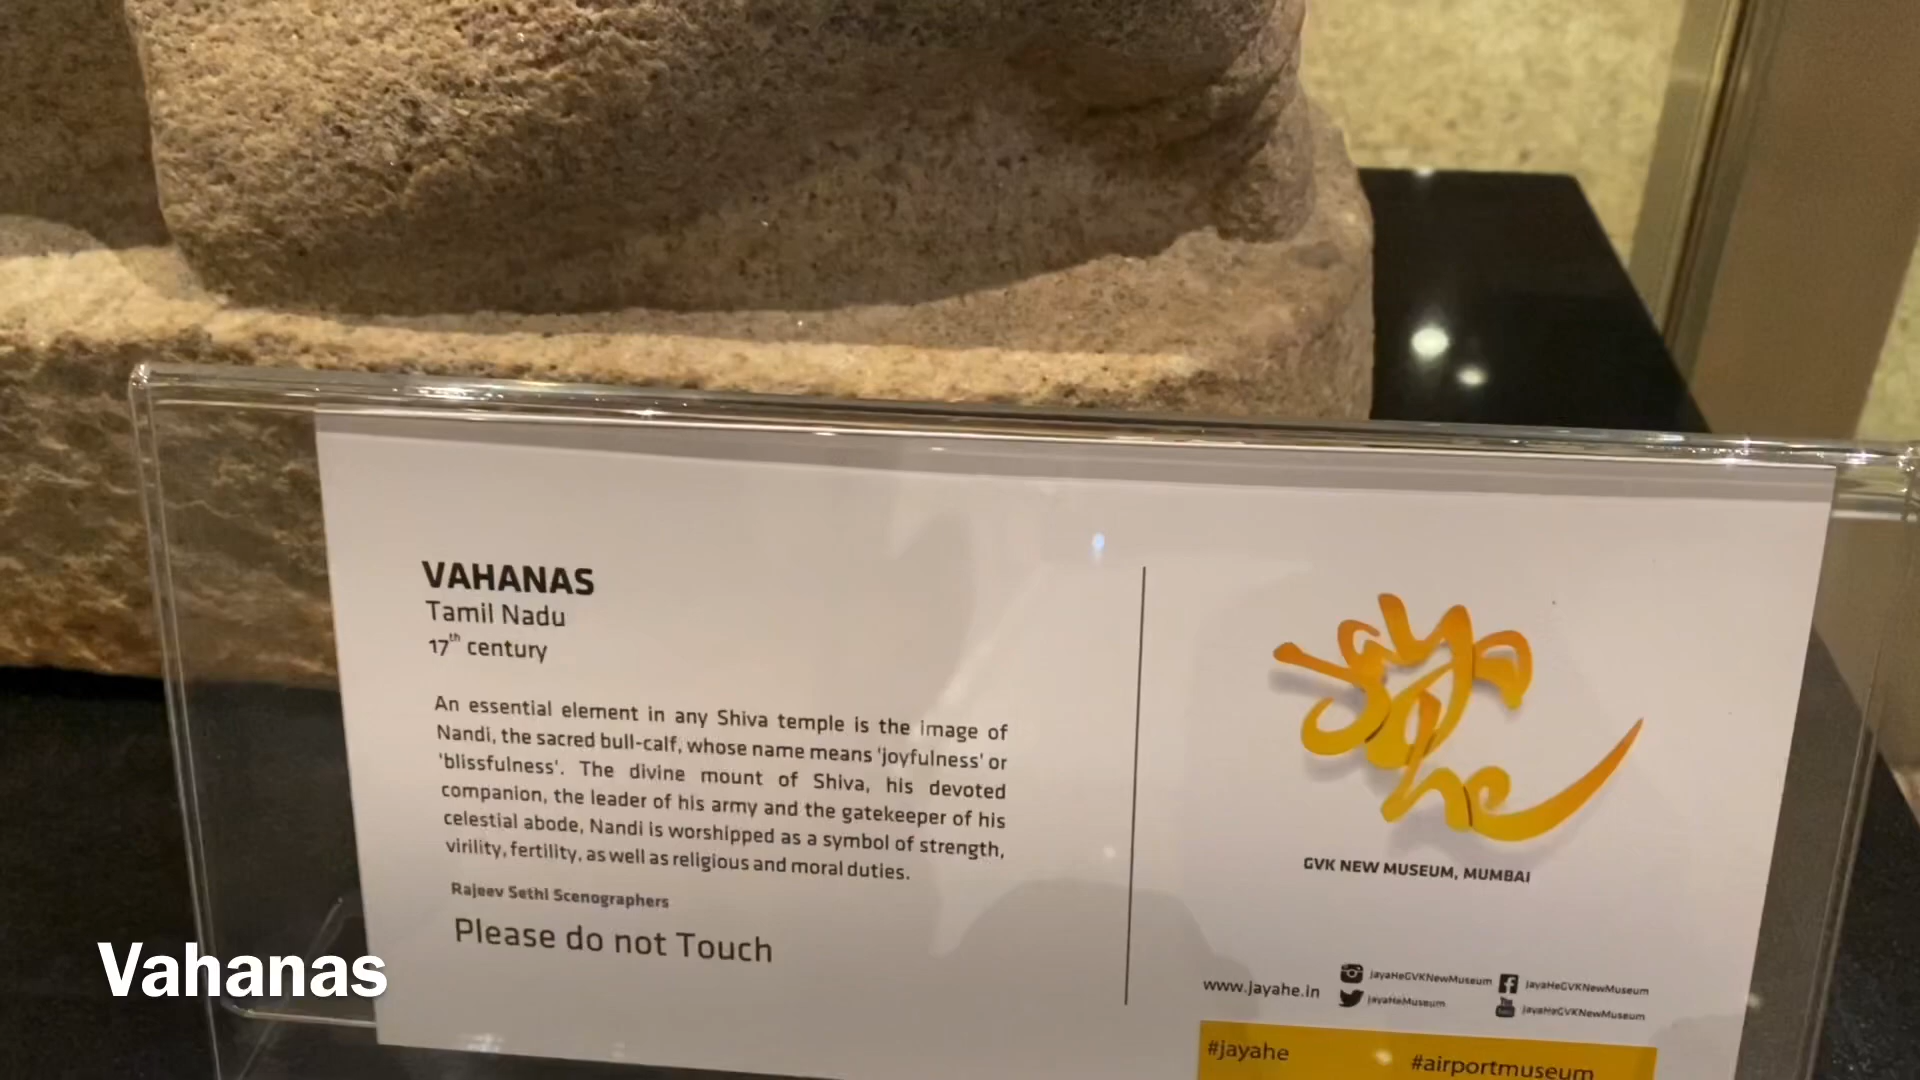 VAHANAS
Tamil Nadu
17th century
An essential element in any Shiva temple is the image of
Nandi, the sacred bull-calf, whose name means 'joyfulness' or
'blissfulness'. The divine mount of Shiva, his devoted
companion, the leader of his army and the gatekeeper of his
celestial abode, Nandi is worshipped as a symbol of strength,
virility, fertility, as well as religious and moral duties.
Rajeev Sethi Scenographers
Please do not Touch
jaya
he
GVK NEW MUSEUM, MUMBAI
www.jayahe.in
JayaHeGVKNewMuseum
JayaHeGVKNewMuseum
JayaHeMuseum
JayaHeGVKNewMuseum
#jayahe
#airportmuseum
Vahanas